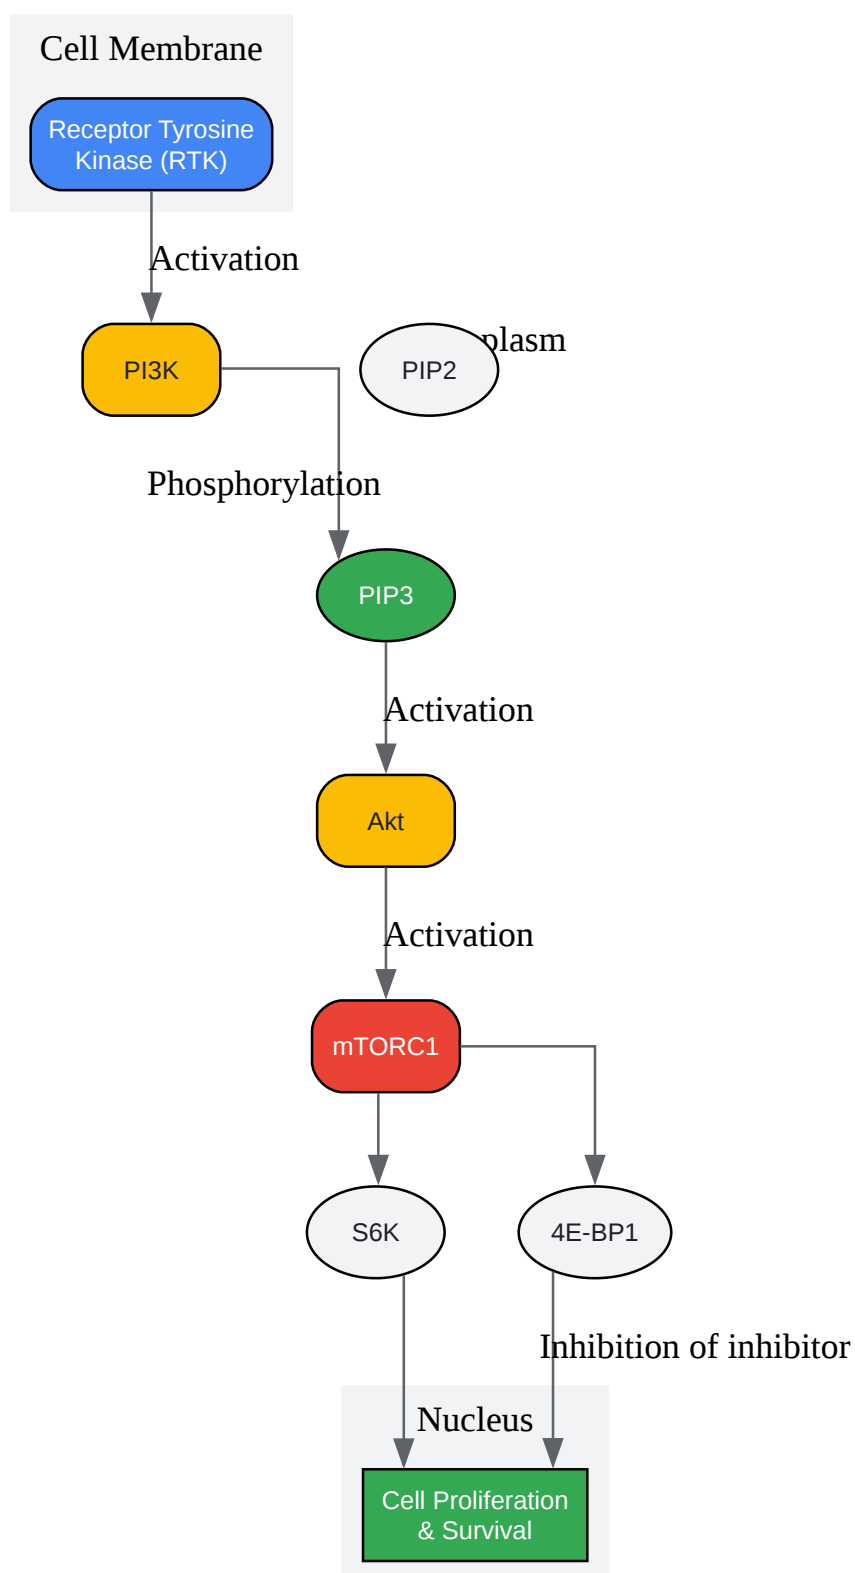 Cell Membrane
Receptor Tyrosine
Kinase (RTK)
Activation
plasm
PI3K
PIP2
Phosphorylation
PIP3
Activation
Akt
Activation
mTORC1
S6K
4E-BP1
Inhibition of inhibitor
Nucleus
Cell Proliferation
& Survival